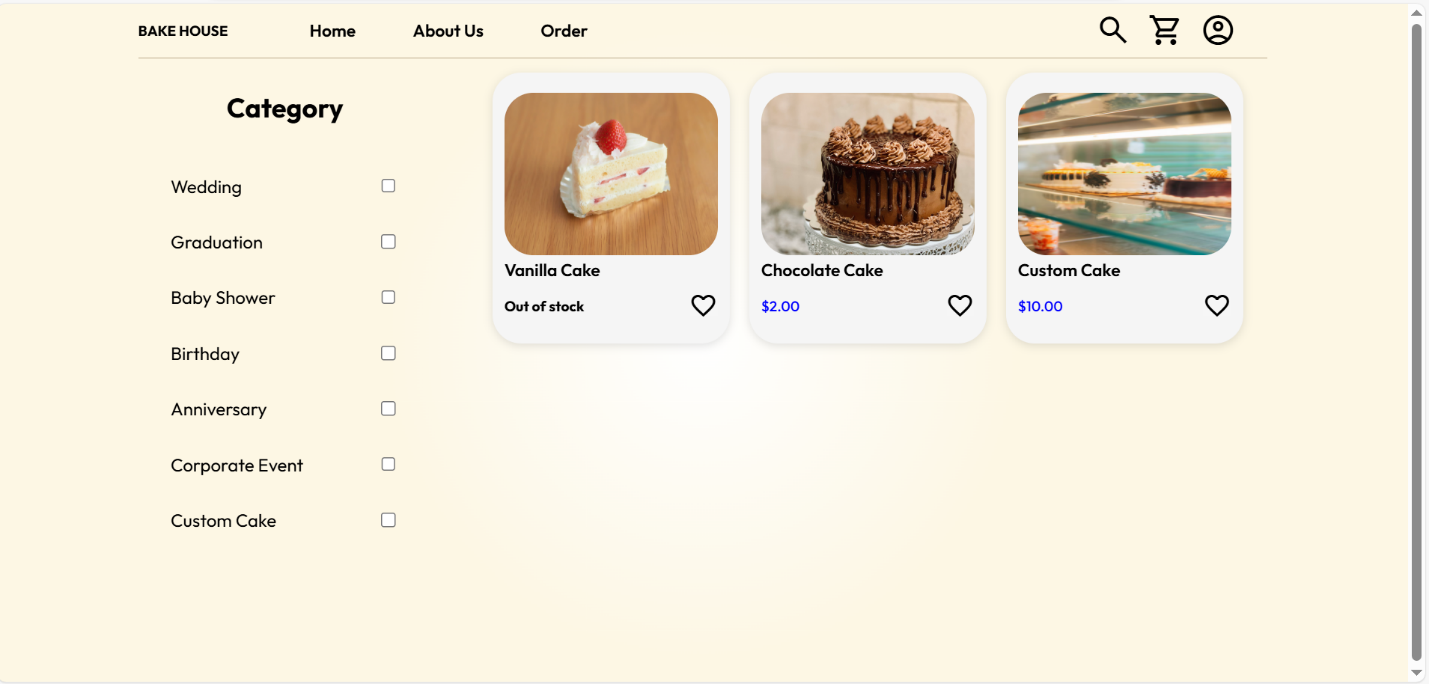 BAKE HOUSE Home About Us Order
Category
Wedding
Graduation
Baby Shower
Birthday
Anniversary
Corporate Event
Custom Cake
Vanilla Cake
Out of stock
Chocolate Cake
$2.00
Custom Cake
$10.00